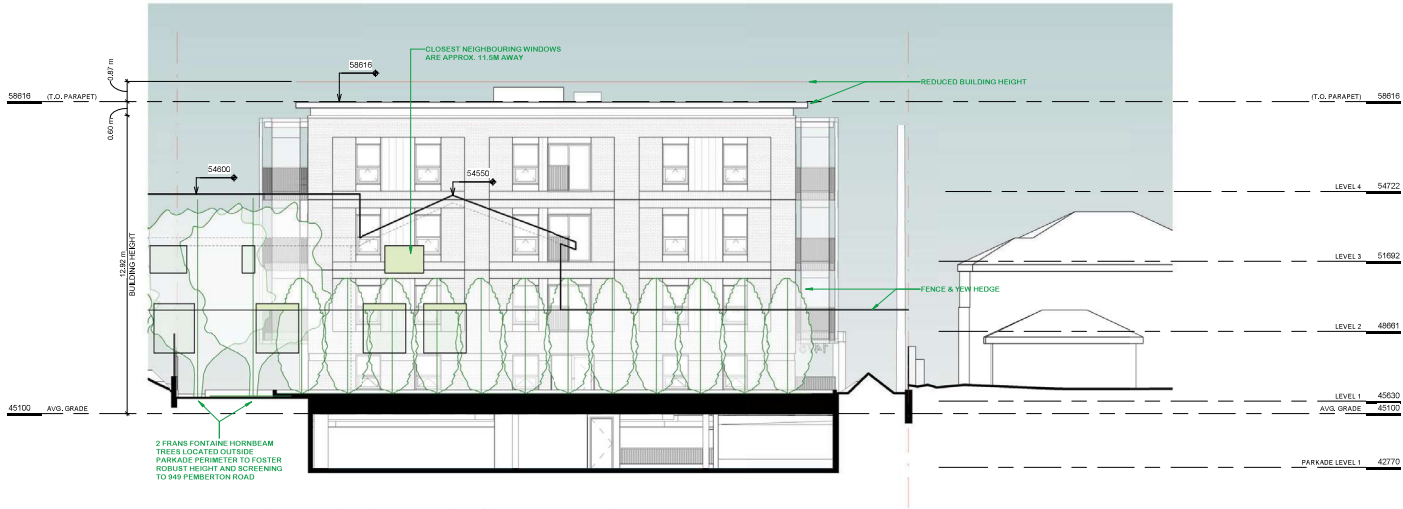 CLOSEST NEIGHBOURING WINDOWS
ARE APPROX. 11.5M AWAY
0.87 m
58616
REDUCED BUILDING HEIGHT
58616 (T.O. PARAPET)
(T.O. PARAPET) 58616
0.60 m
54600
54550
LEVEL 4 54722
12.92 m
BUILDING HEIGHT
LEVEL 3 51692
FENCE & YEW HEDGE
LEVEL 2 48661
LEVEL 1 45630
45100 AVG. GRADE
AVG. GRADE 45100
2 FRANS FONTAINE HORNBEAM
TREES LOCATED OUTSIDE
PARKADE PERIMETER TO FOSTER
ROBUST HEIGHT AND SCREENING
TO 949 PEMBERTON ROAD
PARKADE LEVEL 1 42770